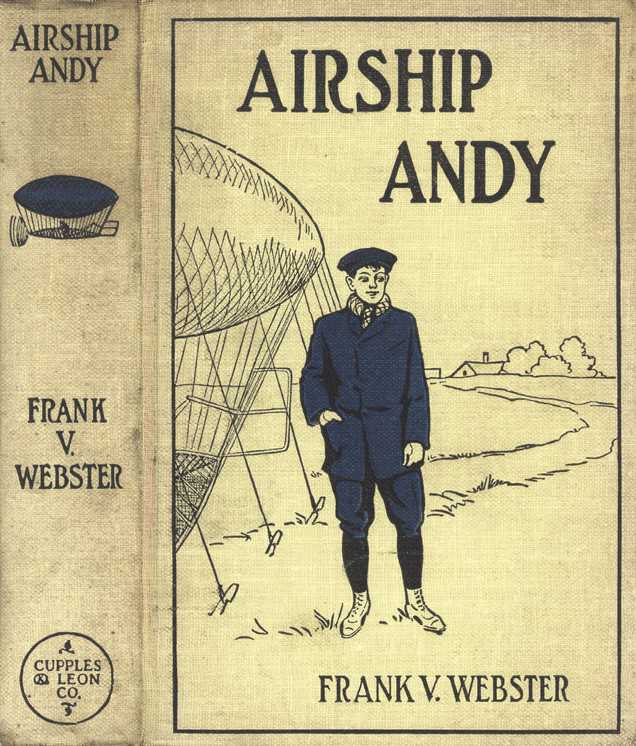 AIRSHIP
ANDY
FRANK
V.
WEBSTER
CUPPLES
& LEON
CO.
AIRSHIP
ANDY
FRANK V. WEBSTER